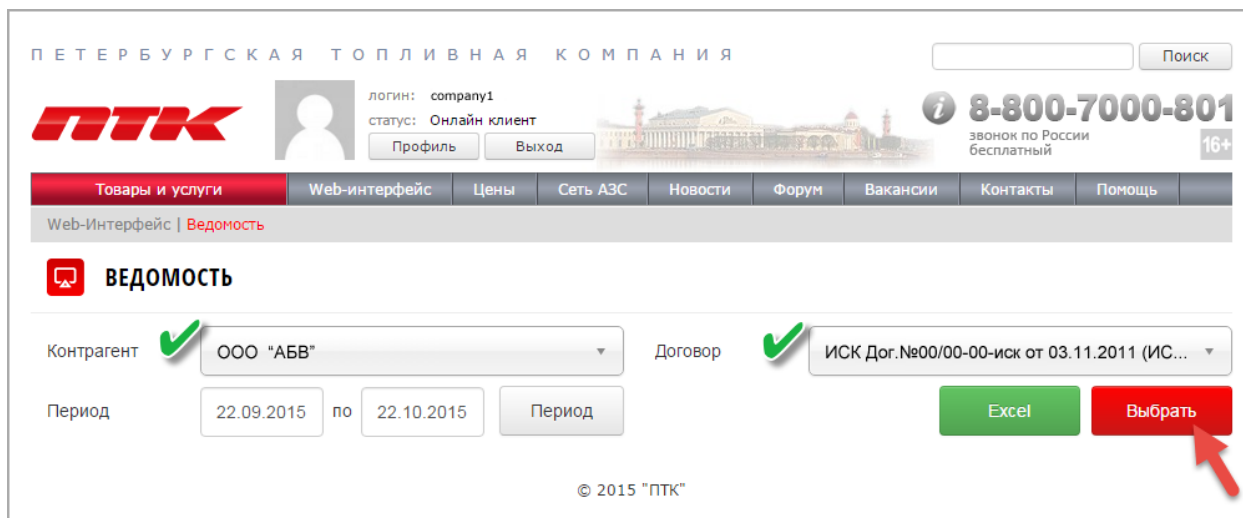 ПЕТЕРБУРГСКАЯ ТОПЛИВНАЯ КОМПАНИЯ
Поиск
ПТК
логин: company1
статус: Онлайн клиент
Профиль Выход
8-800-7000-801
звонок по России
бесплатный
16+
Товары и услуги Web-интерфейс Цены Сеть АЗС Новости Форум Вакансии Контакты Помощь
Web-Интерфейс | Ведомость
ВЕДОМОСТЬ
Контрагент ООО "АБВ" Договор ИСК Дог.№00/00-00-иск от 03.11.2011 (ИС...
Период 22.09.2015 по 22.10.2015 Период Excel Выбрать
© 2015 "ПТК"